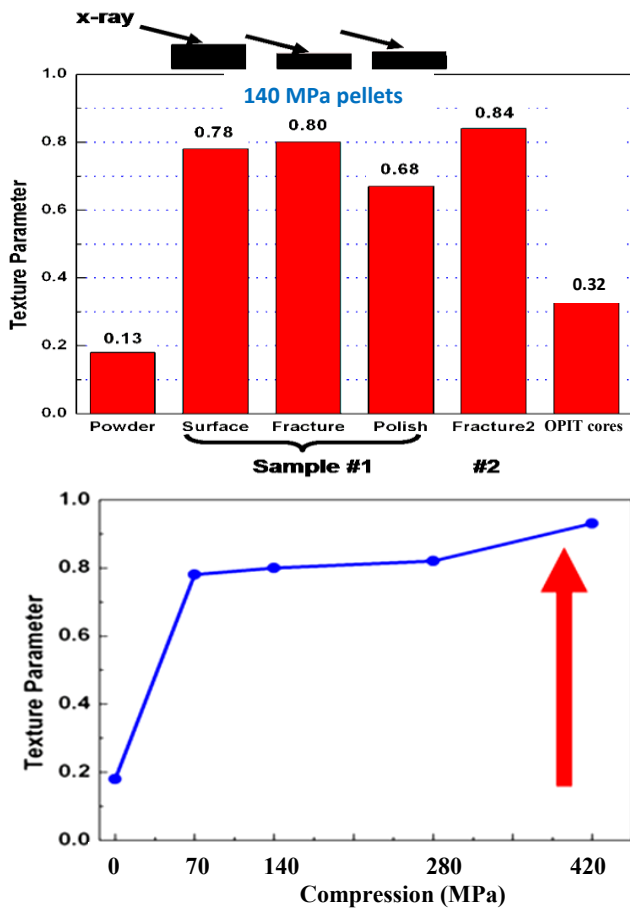 x-ray
140 MPa pellets
Texture Parameter
1.0
0.8
0.6
0.4
0.2
0.0
0.13
0.78
0.80
0.68
0.84
0.32
Powder Surface Fracture Polish Fracture2 OPIT cores
Sample #1 #2
Texture Parameter
1.0
0.8
0.6
0.4
0.2
0.0
0 70 140 280 420
Compression (MPa)